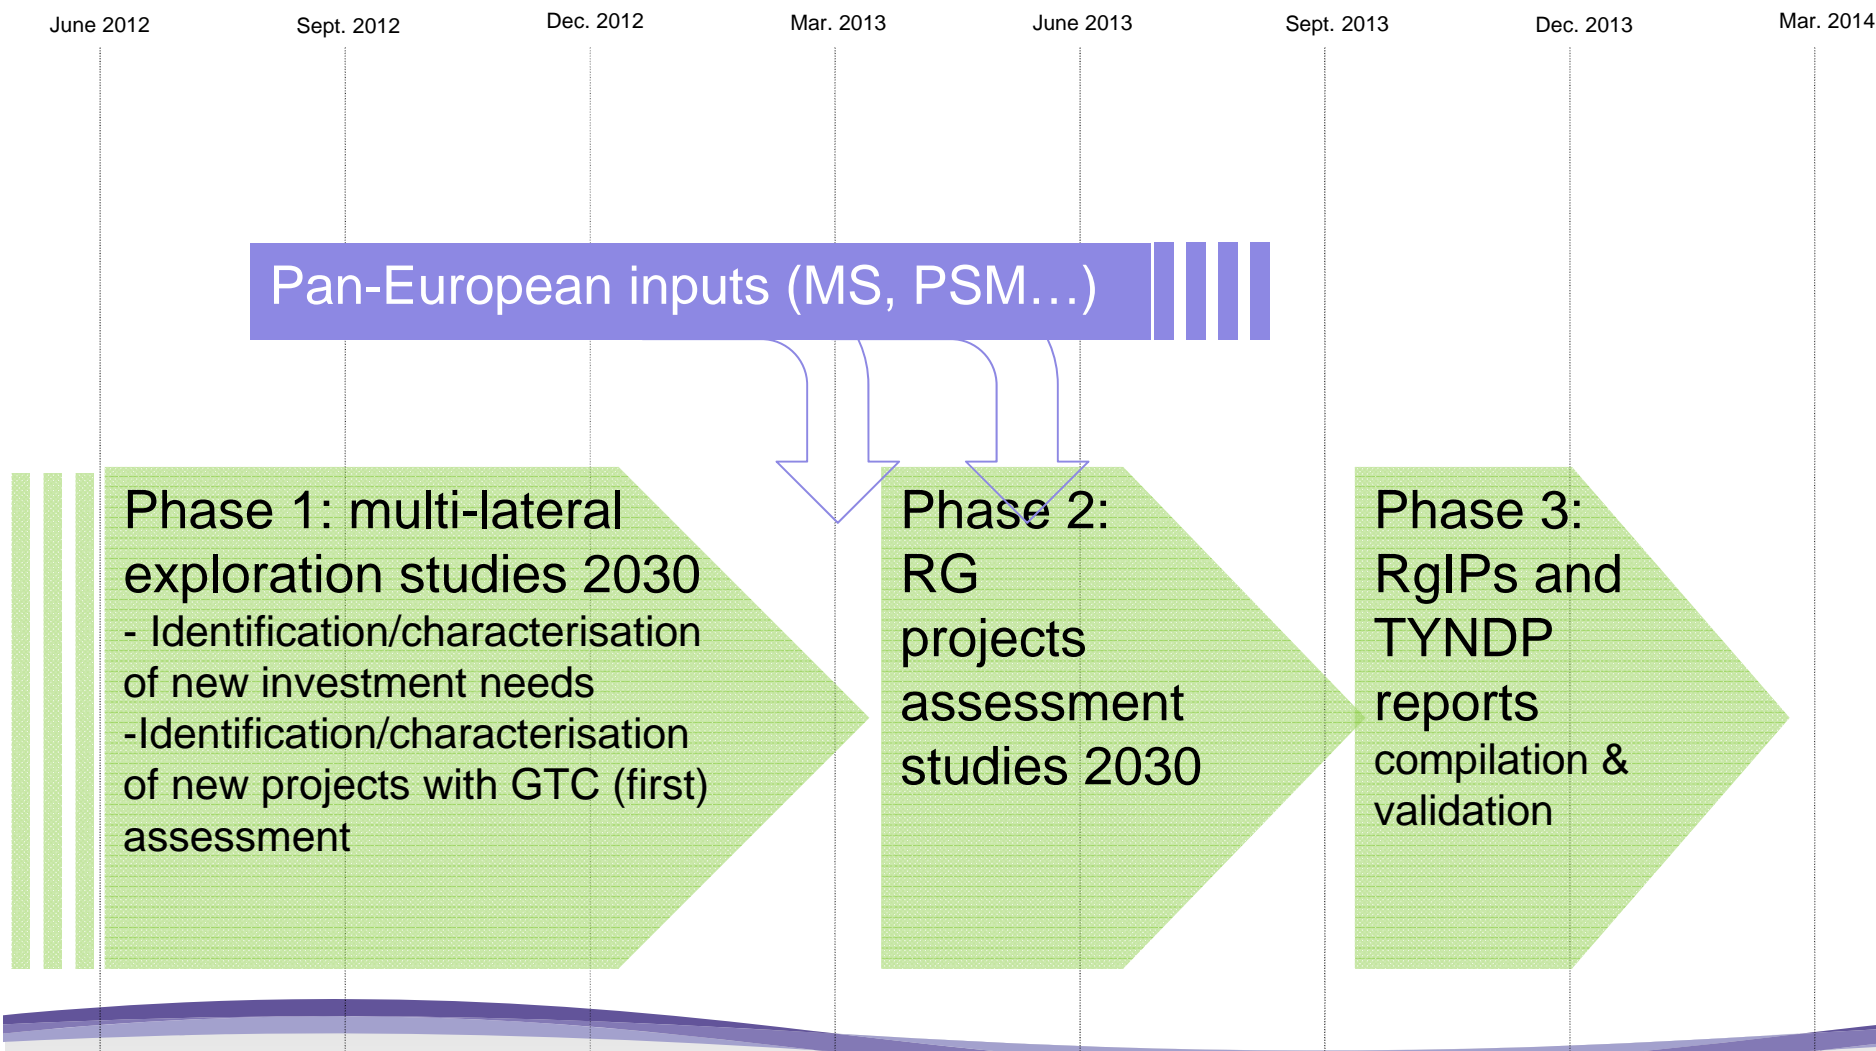 June 2012
Sept. 2012
Dec. 2012
Mar. 2013
June 2013
Sept. 2013
Dec. 2013
Mar. 2014
Pan-European inputs (MS, PSM…)
Phase 1: multi-lateral
exploration studies 2030
- Identification/characterisation
of new investment needs
-Identification/characterisation
of new projects with GTC (first)
assessment
Phase 2:
RG
projects
assessment
studies 2030
Phase 3:
RgIPs and
TYNDP
reports
compilation &
validation